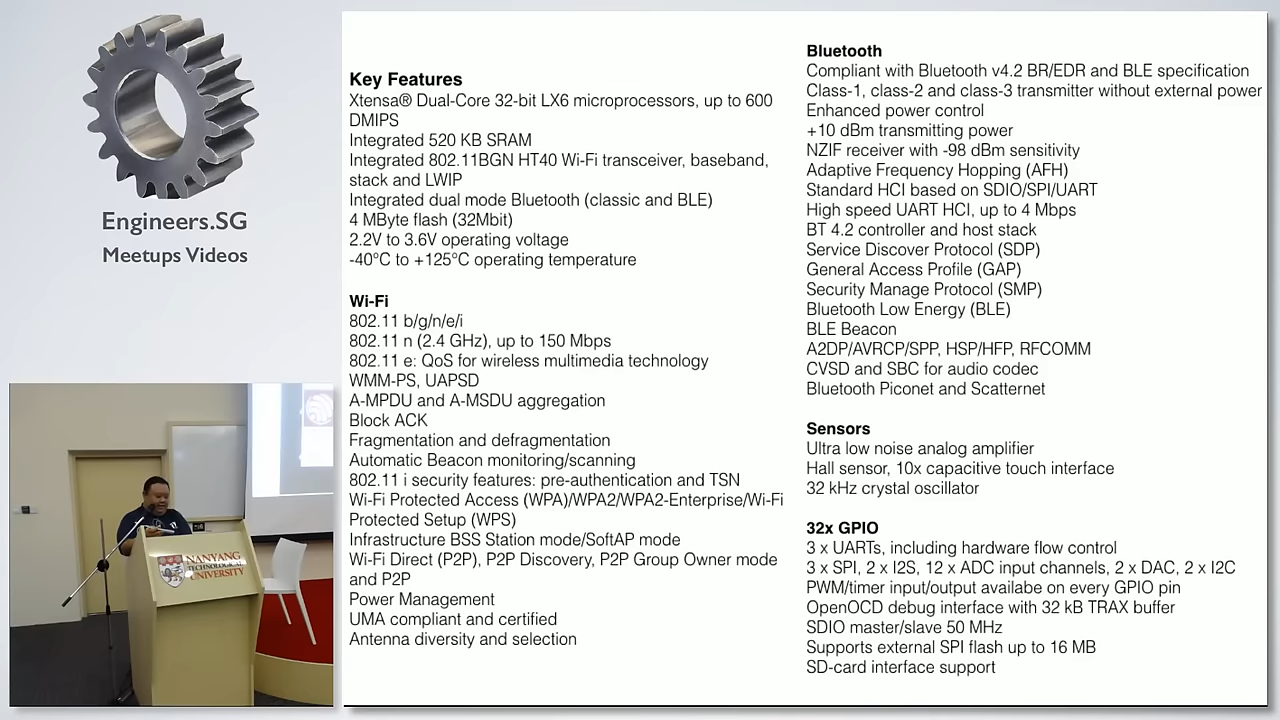 Engineers.SG
Meetups Videos
NANYANG
TECHNOLOGICAL
UNIVERSITY
Key Features
Xtensa® Dual-Core 32-bit LX6 microprocessors, up to 600
DMIPS
Integrated 520 KB SRAM
Integrated 802.11BGN HT40 Wi-Fi transceiver, baseband,
stack and LWIP
Integrated dual mode Bluetooth (classic and BLE)
4 MByte flash (32Mbit)
2.2V to 3.6V operating voltage
-40°C to +125°C operating temperature
Wi-Fi
802.11 b/g/n/e/i
802.11 n (2.4 GHz), up to 150 Mbps
802.11 e: QoS for wireless multimedia technology
WMM-PS, UAPSD
A-MPDU and A-MSDU aggregation
Block ACK
Fragmentation and defragmentation
Automatic Beacon monitoring/scanning
802.11 i security features: pre-authentication and TSN
Wi-Fi Protected Access (WPA)/WPA2/WPA2-Enterprise/Wi-Fi
Protected Setup (WPS)
Infrastructure BSS Station mode/SoftAP mode
Wi-Fi Direct (P2P), P2P Discovery, P2P Group Owner mode
and P2P
Power Management
UMA compliant and certified
Antenna diversity and selection
Bluetooth
Compliant with Bluetooth v4.2 BR/EDR and BLE specification
Class-1, class-2 and class-3 transmitter without external power
Enhanced power control
+10 dBm transmitting power
NZIF receiver with -98 dBm sensitivity
Adaptive Frequency Hopping (AFH)
Standard HCI based on SDIO/SPI/UART
High speed UART HCI, up to 4 Mbps
BT 4.2 controller and host stack
Service Discover Protocol (SDP)
General Access Profile (GAP)
Security Manage Protocol (SMP)
Bluetooth Low Energy (BLE)
BLE Beacon
A2DP/AVRCP/SPP, HSP/HFP, RFCOMM
CVSD and SBC for audio codec
Bluetooth Piconet and Scatternet
Sensors
Ultra low noise analog amplifier
Hall sensor, 10x capacitive touch interface
32 kHz crystal oscillator
32x GPIO
3 x UARTs, including hardware flow control
3 x SPI, 2 x I2S, 12 x ADC input channels, 2 x DAC, 2 x I2C
PWM/timer input/output availabe on every GPIO pin
OpenOCD debug interface with 32 kB TRAX buffer
SDIO master/slave 50 MHz
Supports external SPI flash up to 16 MB
SD-card interface support